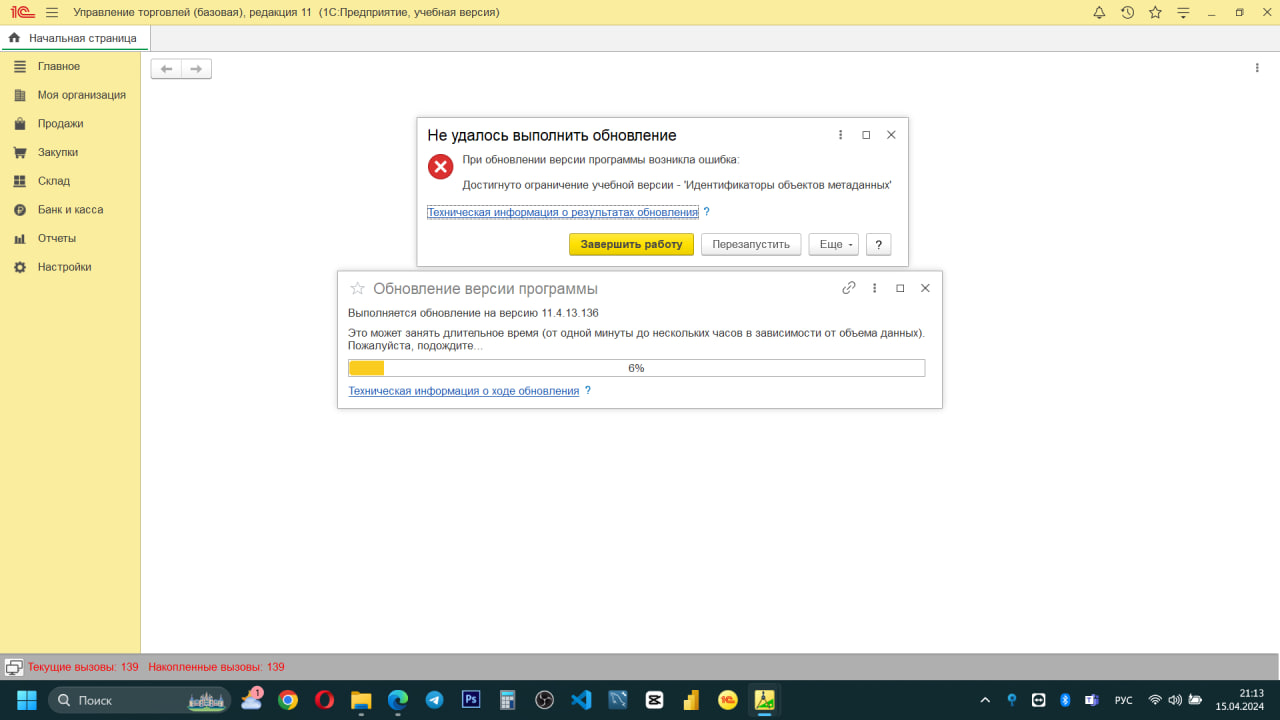 1С Управление торговлей (базовая), редакция 11 (1С:Предприятие, учебная версия)
Начальная страница
Главное
Моя организация
Продажи
Закупки
Склад
Банк и касса
Отчеты
Настройки
Не удалось выполнить обновление
При обновлении версии программы возникла ошибка:
Достигнуто ограничение учебной версии - 'Идентификаторы объектов метаданных'
Техническая информация о результатах обновления ?
Завершить работу Перезапустить Еще ?
Обновление версии программы
Выполняется обновление на версию 11.4.13.136
Это может занять длительное время (от одной минуты до нескольких часов в зависимости от объема данных).
Пожалуйста, подождите...
6%
Техническая информация о ходе обновления ?
Текущие вызовы: 139 Накопленные вызовы: 139
Поиск
1
Ps
РУС
21:13
15.04.2024